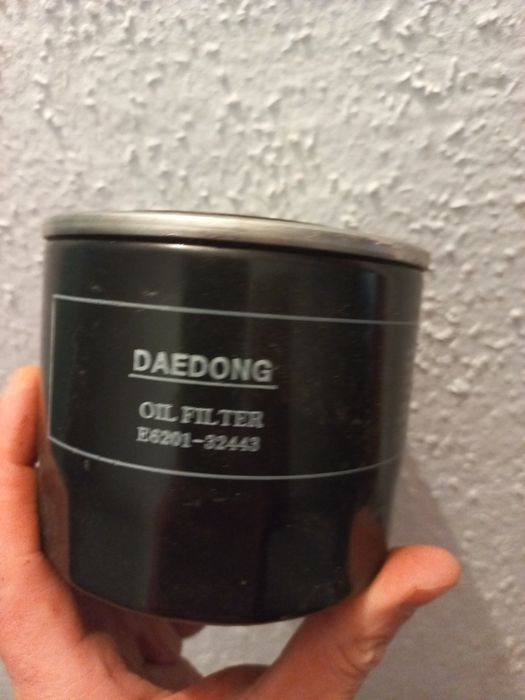 DAEDONG
OIL FILTER
E6201-32443